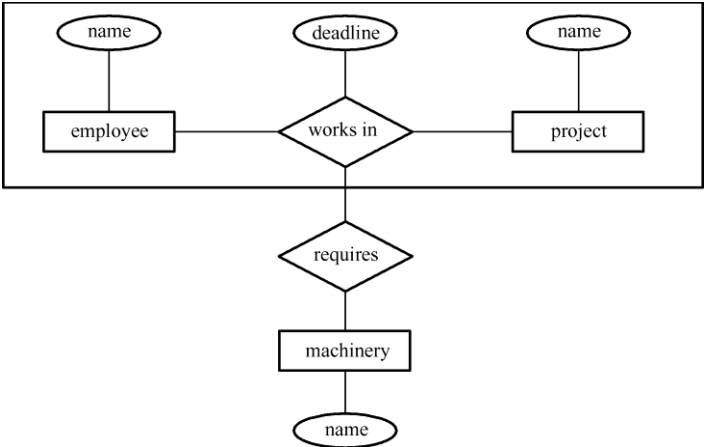 name
deadline
name
employee
works in
project
requires
machinery
name